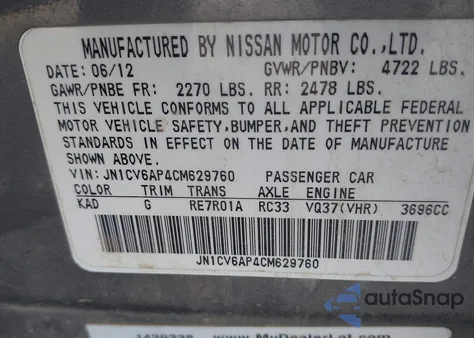 MANUFACTURED BY NISSAN MOTOR CO.,LTD.
DATE: 06/12 GVWR/PNBV: 4722 LBS.
GAWR/PNBE FR: 2270 LBS. RR: 2478 LBS.
THIS VEHICLE CONFORMS TO ALL APPLICABLE FEDERAL
MOTOR VEHICLE SAFETY, BUMPER, AND THEFT PREVENTION
STANDARDS IN EFFECT ON THE DATE OF MANUFACTURE
SHOWN ABOVE.
VIN: JN1CV6AP4CM629760 PASSENGER CAR
COLOR TRIM TRANS AXLE ENGINE
KAD G RE7R01A RC33 VQ37(VHR) 3696CC
JN1CV6AP4CM629760
autoSnap